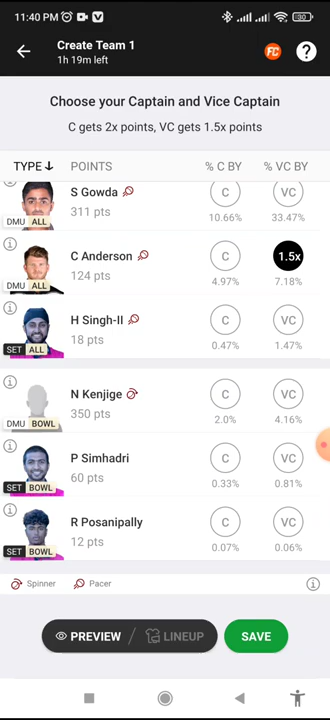 11:40 PM
Create Team 1
1h 19m left
FC
?
Choose your Captain and Vice Captain
C gets 2x points, VC gets 1.5x points
TYPE ↓ POINTS % C BY % VC BY
S Gowda C VC
311 pts
DMU ALL 10.66% 33.47%
C Anderson C 1.5x
124 pts
DMU ALL 4.97% 7.18%
H Singh-II C VC
18 pts
SET ALL 0.47% 1.47%
N Kenjige C VC
350 pts
DMU BOWL 2.0% 4.16%
P Simhadri C VC
60 pts
SET BOWL 0.33% 0.81%
R Posanipally C VC
12 pts
SET BOWL 0.07% 0.06%
Spinner Pacer
PREVIEW / LINEUP SAVE